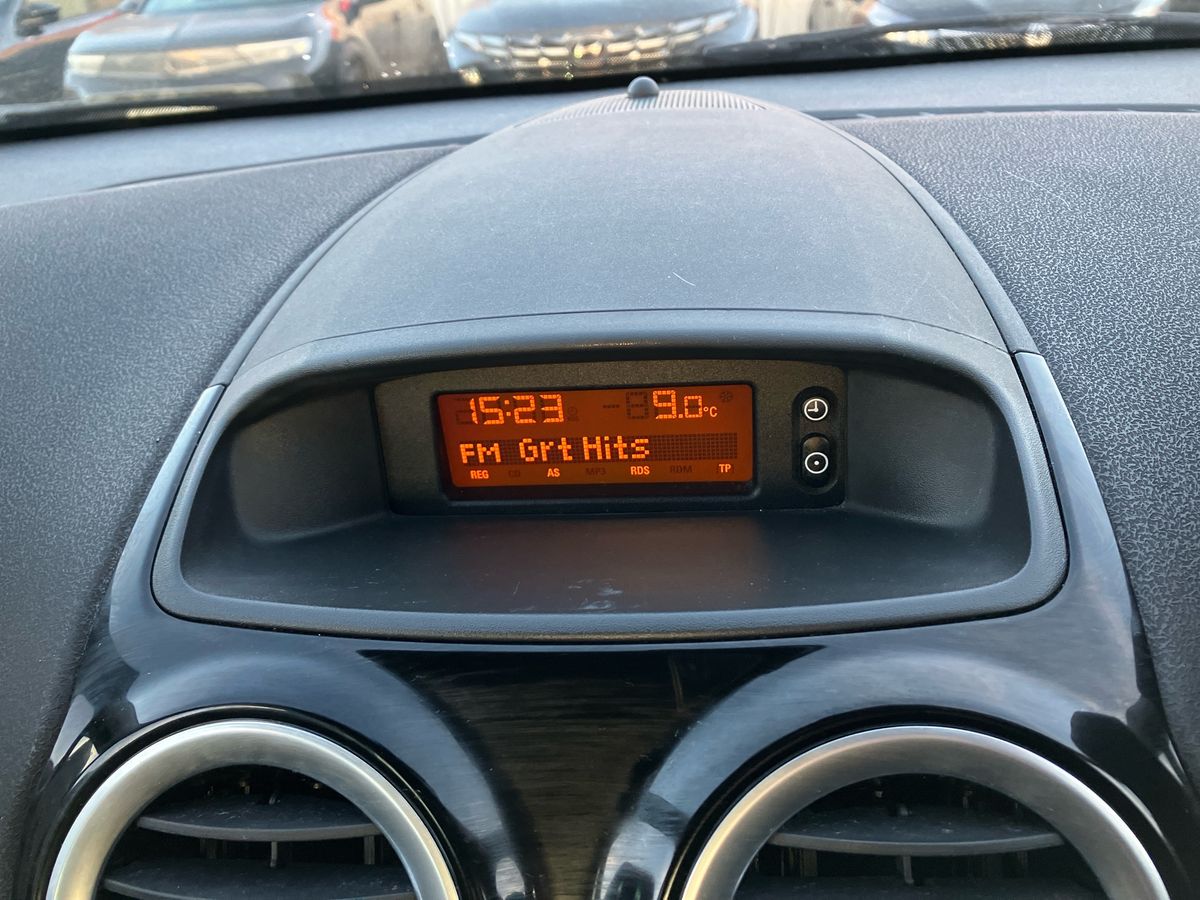 15:23 9.0°C
FM Grt Hits
REG CD AS MP3 RDS RDM TP